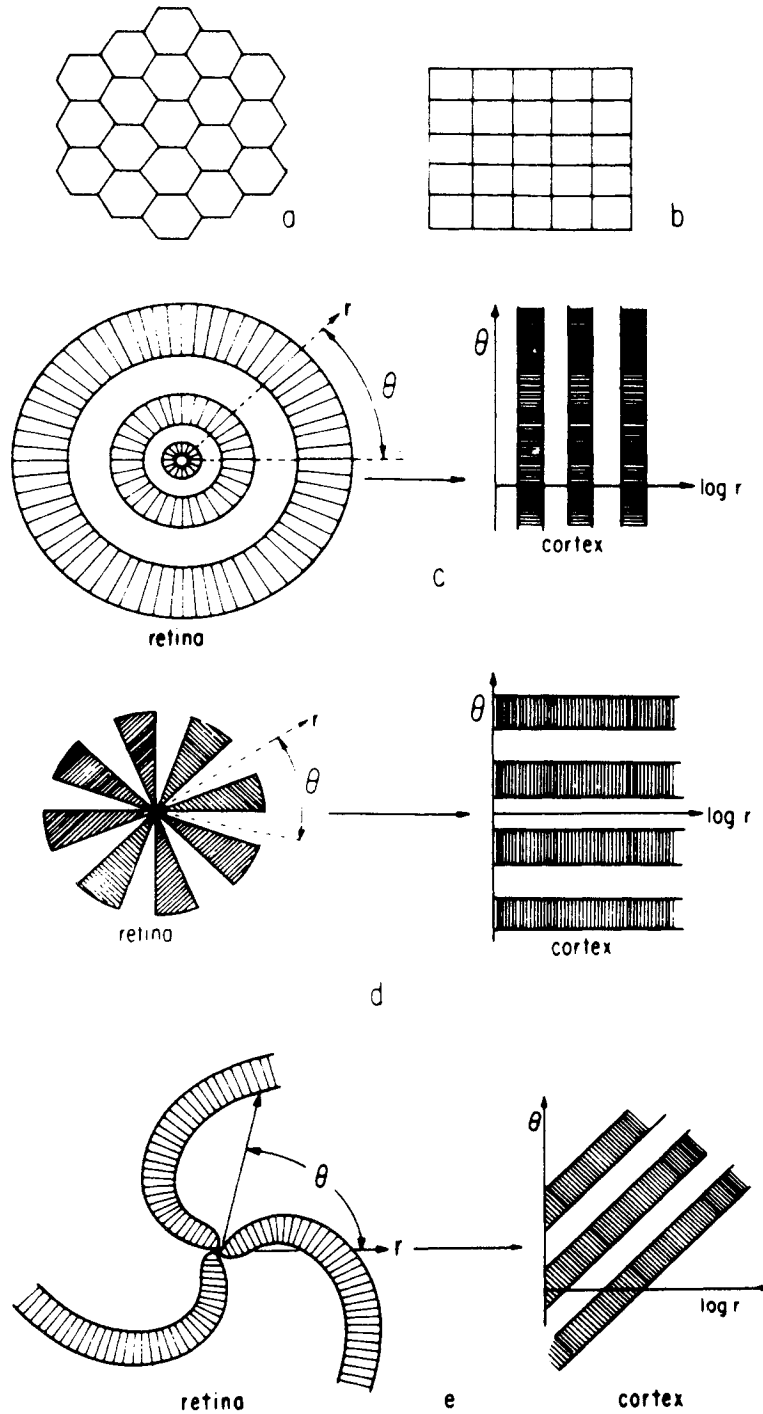 a
b
r
θ
θ
log r
cortex
retina
c
r
θ
θ
log r
retina
cortex
d
θ
r
θ
log r
retina
e
cortex